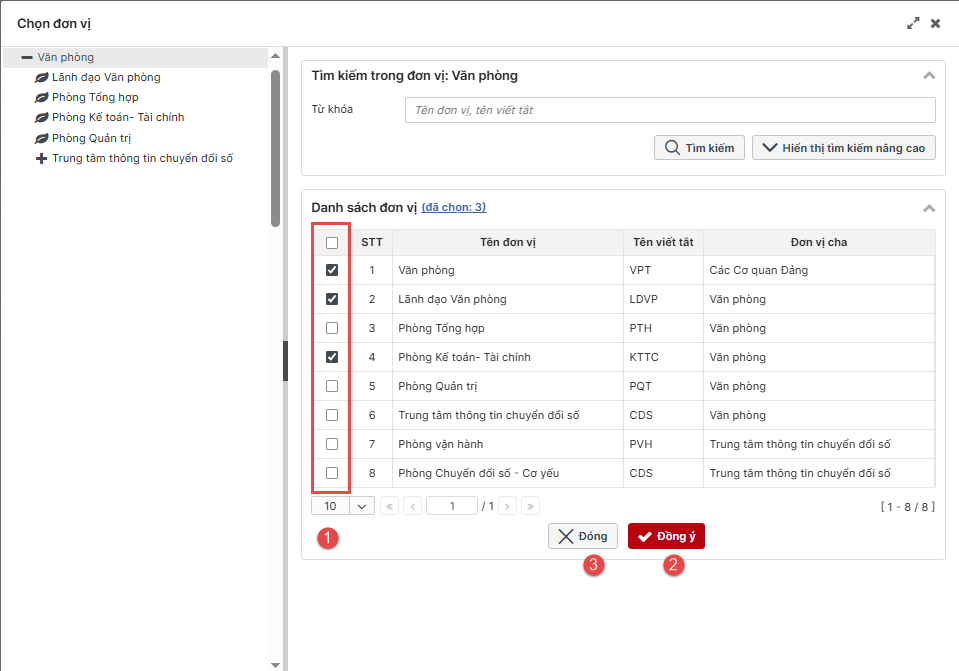 Chọn đơn vị
Văn phòng
Lãnh đạo Văn phòng
Phòng Tổng hợp
Phòng Kế toán- Tài chính
Phòng Quản trị
Trung tâm thông tin chuyển đổi số
Tìm kiếm trong đơn vị: Văn phòng
Từ khóa
Tên đơn vị, tên viết tắt
Tìm kiếm Hiển thị tìm kiếm nâng cao
Danh sách đơn vị (đã chọn: 3)
STT Tên đơn vị Tên viết tắt Đơn vị cha
1 Văn phòng VPT Các Cơ quan Đảng
2 Lãnh đạo Văn phòng LDVP Văn phòng
3 Phòng Tổng hợp PTH Văn phòng
4 Phòng Kế toán- Tài chính KTTC Văn phòng
5 Phòng Quản trị PQT Văn phòng
6 Trung tâm thông tin chuyển đổi số CDS Văn phòng
7 Phòng vận hành PVH Trung tâm thông tin chuyển đổi số
8 Phòng Chuyển đổi số - Cơ yếu CDS Trung tâm thông tin chuyển đổi số
10 « ‹ 1 / 1 › » [ 1 - 8 / 8 ]
Đóng Đồng ý
1 3 2